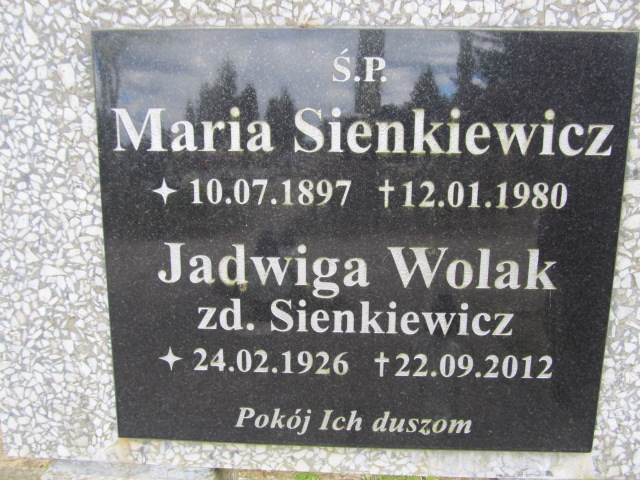 Ś.P.
Maria Sienkiewicz
✦ 10.07.1897 ✝12.01.1980
Jadwiga Wolak
zd. Sienkiewicz
✦ 24.02.1926 ✝22.09.2012
Pokój Ich duszom